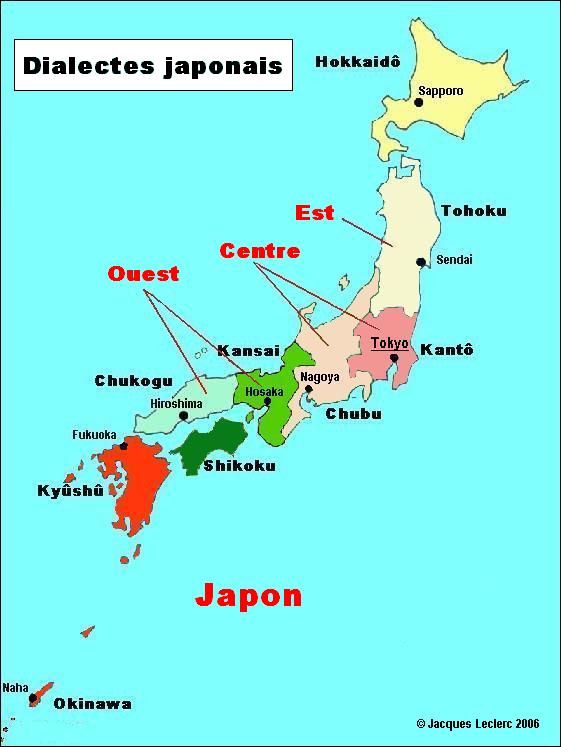 Dialectes japonais
Hokkaidô
Sapporo
Est
Tohoku
Centre
Sendai
Ouest
Kansai
Tokyo
Kantô
Chukogu
Nagoya
Hiroshima
Hosaka
Chubu
Fukuoka
Shikoku
Kyûshû
Japon
Naha
Okinawa
© Jacques Leclerc 2006